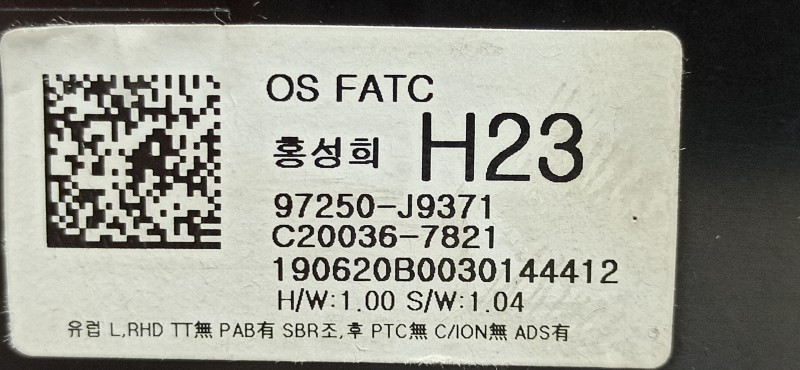 OS FATC
홍성희 H23
97250-J9371
C20036-7821
190620B0030144412
H/W:1.00 S/W:1.04
유럽 L,RHD TT無 PAB有 SBR조,후 PTC無 C/ION無 ADS有